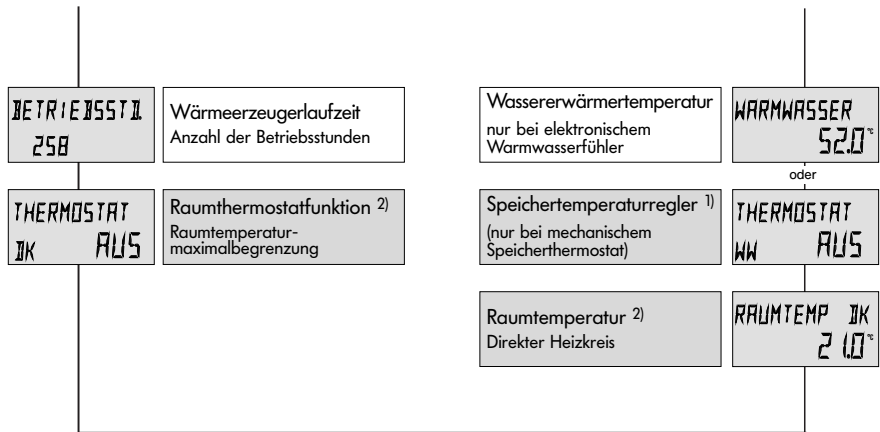 BETRIEBSSTD.
258
Wärmeerzeugerlaufzeit
Anzahl der Betriebsstunden
THERMOSTAT
DK AUS
Raumthermostatfunktion 2)
Raumtemperatur-
maximalbegrenzung
Wassererwärmertemperatur
nur bei elektronischem
Warmwasserfühler
WARMWASSER
52.0 °C
oder
Speichertemperaturregler 1)
(nur bei mechanischem
Speicherthermostat)
THERMOSTAT
WW AUS
Raumtemperatur 2)
Direkter Heizkreis
RAUMTEMP DK
21.0 °C